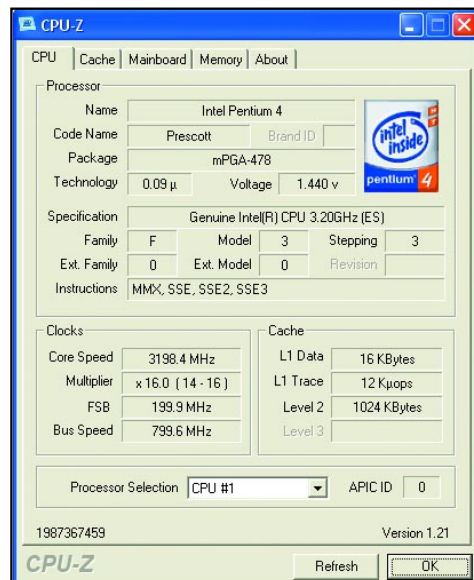 CPU-Z
CPU Cache Mainboard Memory About
Processor
Name Intel Pentium 4
Code Name Prescott Brand ID
Package mPGA-478
Technology 0.09 μ Voltage 1.440 v
intel inside pentium 4
Specification Genuine Intel(R) CPU 3.20GHz (ES)
Family F Model 3 Stepping 3
Ext. Family 0 Ext. Model 0 Revision
Instructions MMX, SSE, SSE2, SSE3
Clocks
Core Speed 3198.4 MHz
Multiplier x 16.0 ( 14 - 16 )
FSB 199.9 MHz
Bus Speed 799.6 MHz
Cache
L1 Data 16 KBytes
L1 Trace 12 Kμops
Level 2 1024 KBytes
Level 3
Processor Selection CPU #1 APIC ID 0
1987367459 Version 1.21
CPU-Z Refresh OK